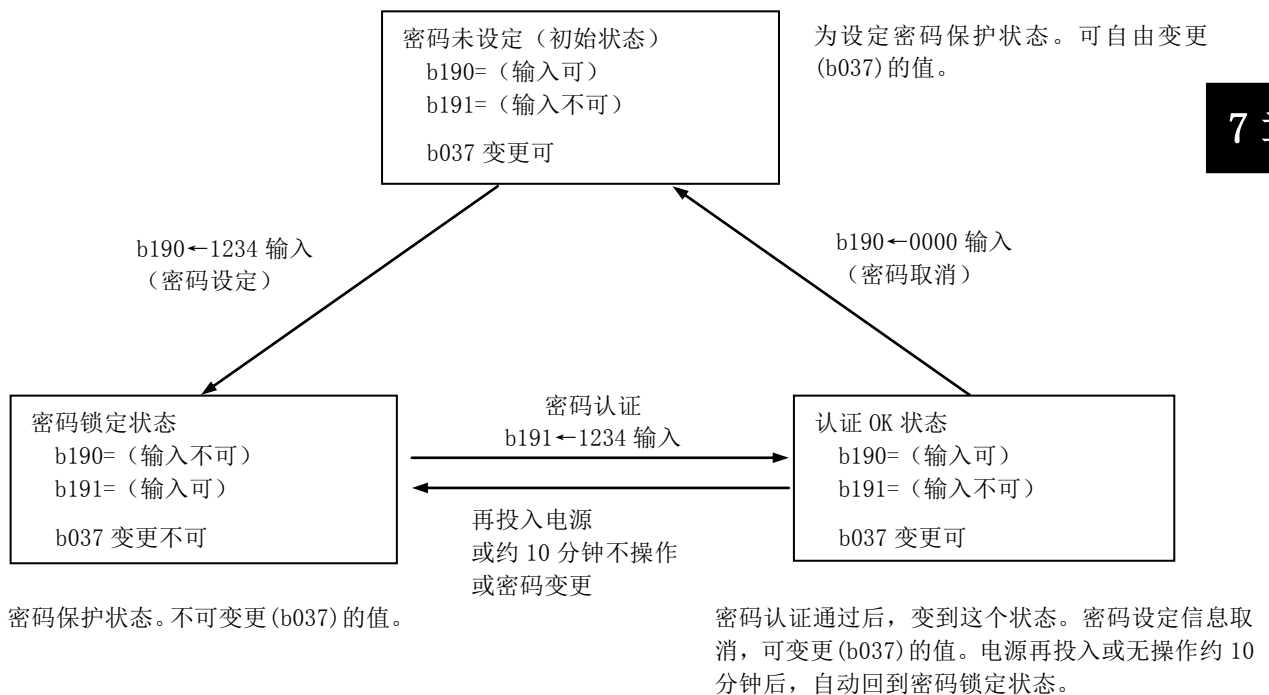 密码未设定（初始状态）
b190=（输入可）
b191=（输入不可）
b037 变更可
为设定密码保护状态。可自由变更
(b037)的值。
7
b190←1234 输入
（密码设定）
b190←0000 输入
（密码取消）
密码锁定状态
b190=（输入不可）
b191=（输入可）
b037 变更不可
密码认证
b191←1234 输入
再投入电源
或约 10 分钟不操作
或密码变更
认证 OK 状态
b190=（输入可）
b191=（输入不可）
b037 变更可
密码保护状态。不可变更(b037)的值。
密码认证通过后，变到这个状态。密码设定信息取
消，可变更(b037)的值。电源再投入或无操作约 10
分钟后，自动回到密码锁定状态。